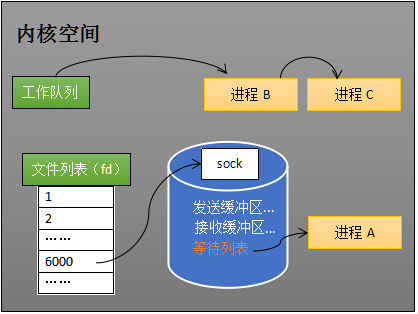 内核空间
工作队列
进程 B
进程 C
文件列表（fd）
1
2
……
6000
……
sock
发送缓冲区...
接收缓冲区...
等待列表
进程 A